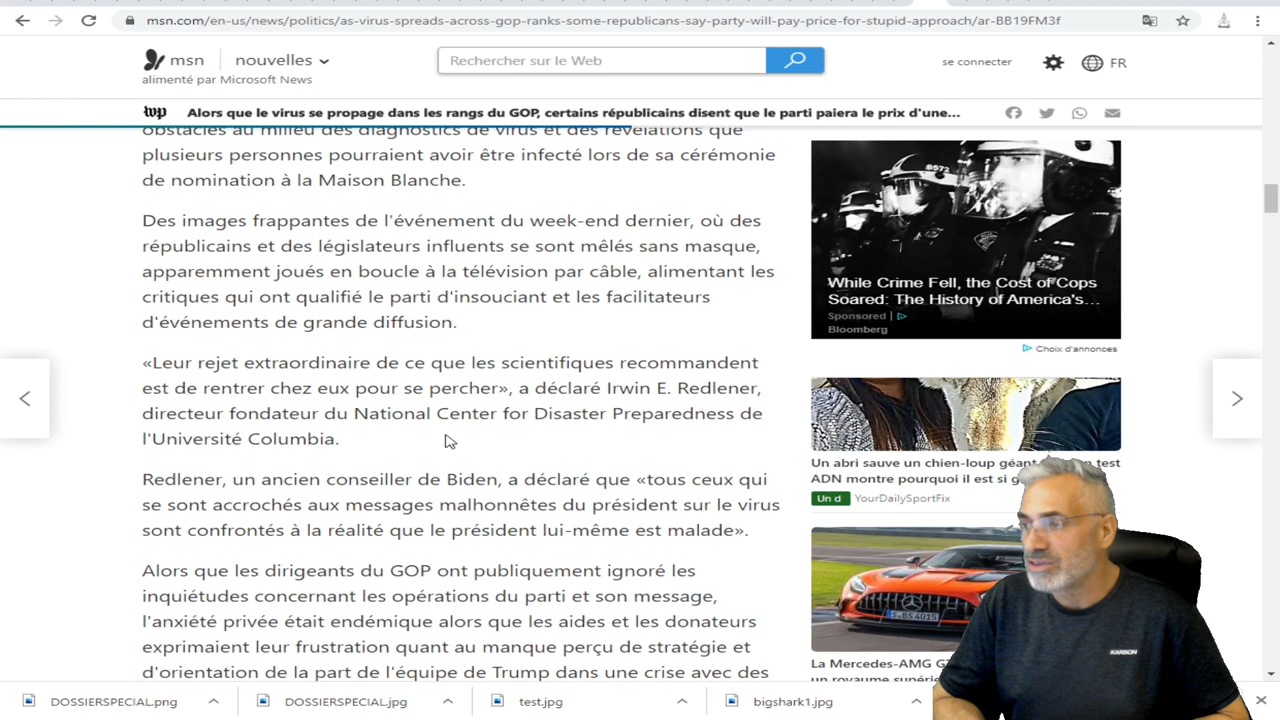 msn.com/en-us/news/politics/as-virus-spreads-across-gop-ranks-some-republicans-say-party-will-pay-price-for-stupid-approach/ar-BB19FM3f
msn nouvelles
alimenté par Microsoft News
Rechercher sur le Web
se connecter
FR
wp Alors que le virus se propage dans les rangs du GOP, certains républicains disent que le parti paiera le prix d'une...
obstacles au milieu des diagnostics de virus et des révélations que
plusieurs personnes pourraient avoir être infecté lors de sa cérémonie
de nomination à la Maison Blanche.
Des images frappantes de l'événement du week-end dernier, où des
républicains et des législateurs influents se sont mêlés sans masque,
apparemment joués en boucle à la télévision par câble, alimentant les
critiques qui ont qualifié le parti d'insouciant et les facilitateurs
d'événements de grande diffusion.
«Leur rejet extraordinaire de ce que les scientifiques recommandent
est de rentrer chez eux pour se percher», a déclaré Irwin E. Redlener,
directeur fondateur du National Center for Disaster Preparedness de
l'Université Columbia.
Redlener, un ancien conseiller de Biden, a déclaré que «tous ceux qui
se sont accrochés aux messages malhonnêtes du président sur le virus
sont confrontés à la réalité que le président lui-même est malade».
Alors que les dirigeants du GOP ont publiquement ignoré les
inquiétudes concernant les opérations du parti et son message,
l'anxiété privée était endémique alors que les aides et les donateurs
exprimaient leur frustration quant au manque perçu de stratégie et
d'orientation de la part de l'équipe de Trump dans une crise avec des
8572
While Crime Fell, the Cost of Cops
Soared: The History of America's...
Sponsored
Bloomberg
Choix d'annonces
Un abri sauve un chien-loup géant
test
ADN montre pourquoi il est si
Un d YourDailySportFix
S·BS 4015
La Mercedes-AMG
un royaume
KARBON
DOSSIERSPECIAL.png
DOSSIERSPECIAL.jpg
test.jpg
bigshark1.jpg